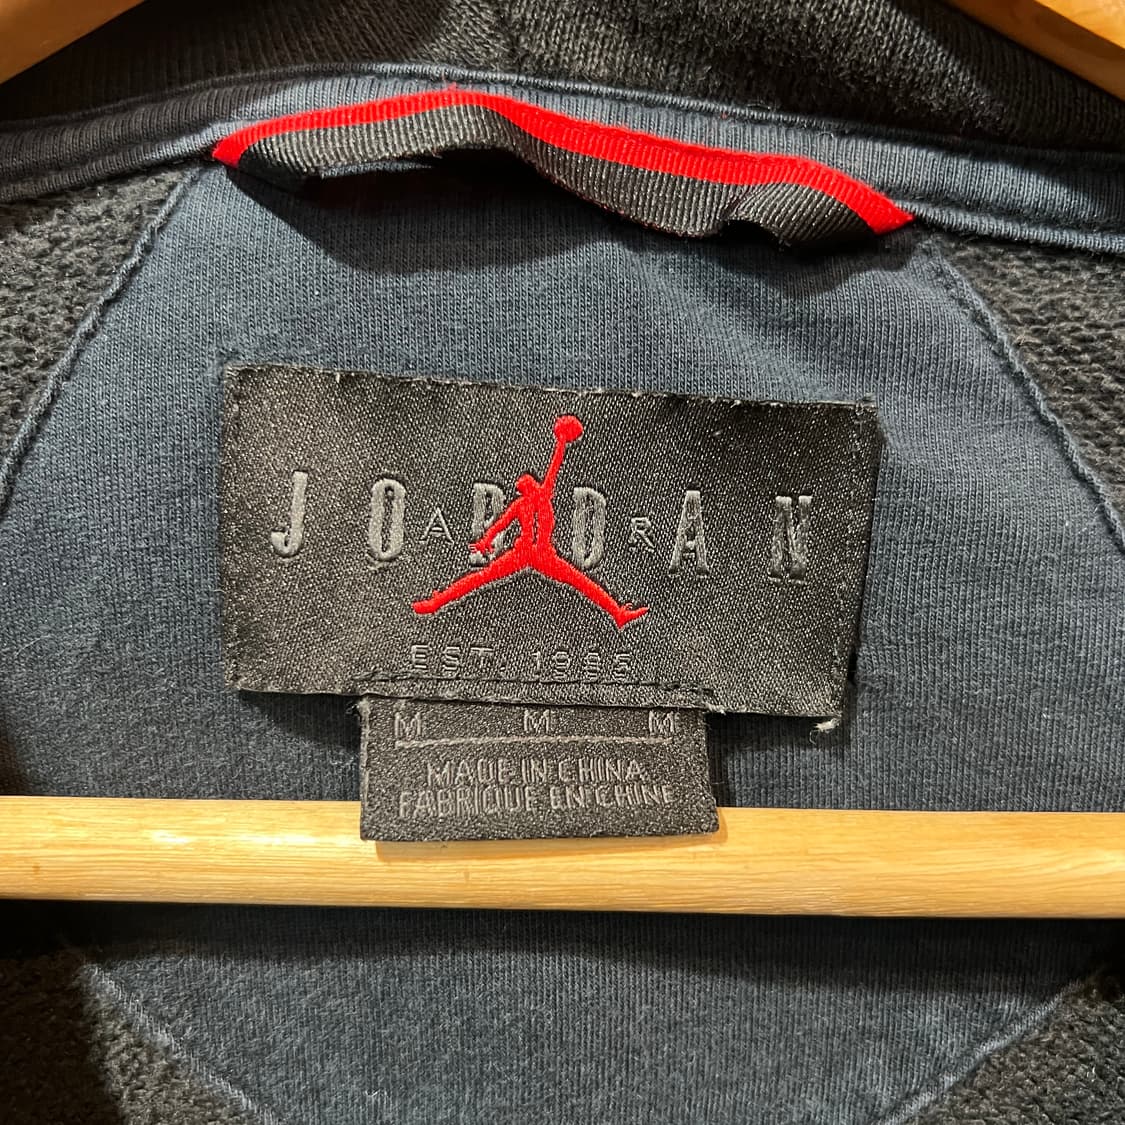 JORDAN
AIR
EST. 1985
M M M
MADE IN CHINA
FABRIQUE EN CHINE